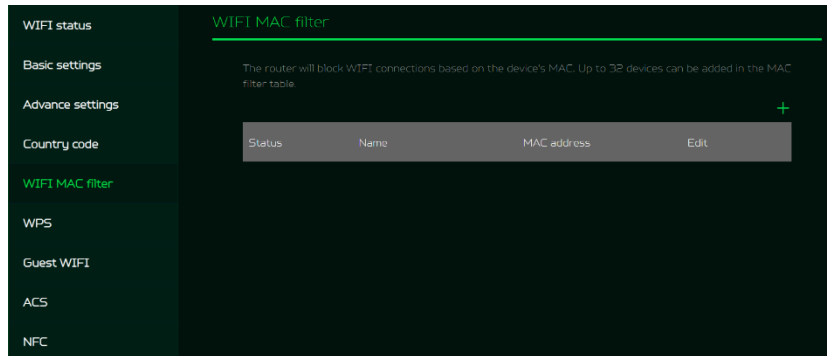 WIFI status
Basic settings
Advance settings
Country code
WIFI MAC filter
WPS
Guest WIFI
ACS
NFC
WIFI MAC filter
The router will block WIFI connections based on the device's MAC. Up to 32 devices can be added in the MAC
filter table.
+
Status Name MAC address Edit